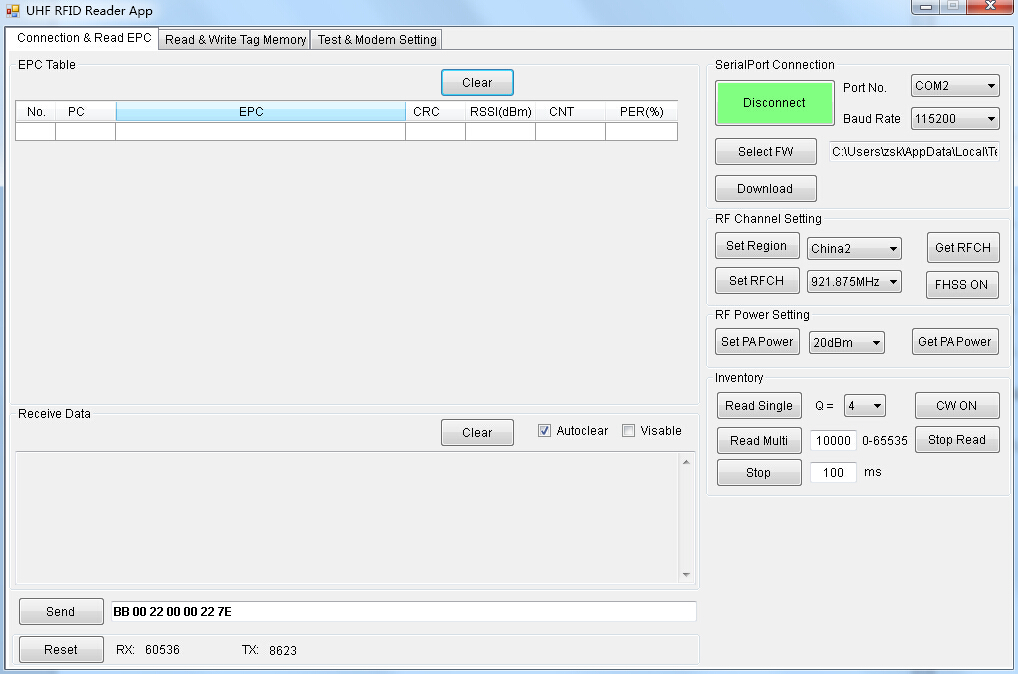 UHF RFID Reader App
Connection & Read EPC Read & Write Tag Memory Test & Modem Setting
EPC Table
Clear
No. PC EPC CRC RSSI(dBm) CNT PER(%)
SerialPort Connection
Disconnect Port No. COM2
Baud Rate 115200
Select FW C:\Users\zsk\AppData\Local\Te
Download
RF Channel Setting
Set Region China2 Get RFCH
Set RFCH 921.875MHz FHSS ON
RF Power Setting
Set PA Power 20dBm Get PA Power
Inventory
Read Single Q = 4 CW ON
Read Multi 10000 0-65535 Stop Read
Stop 100 ms
Receive Data
Clear Autoclear Visable
Send BB 00 22 00 00 22 7E
Reset RX: 60536 TX: 8623